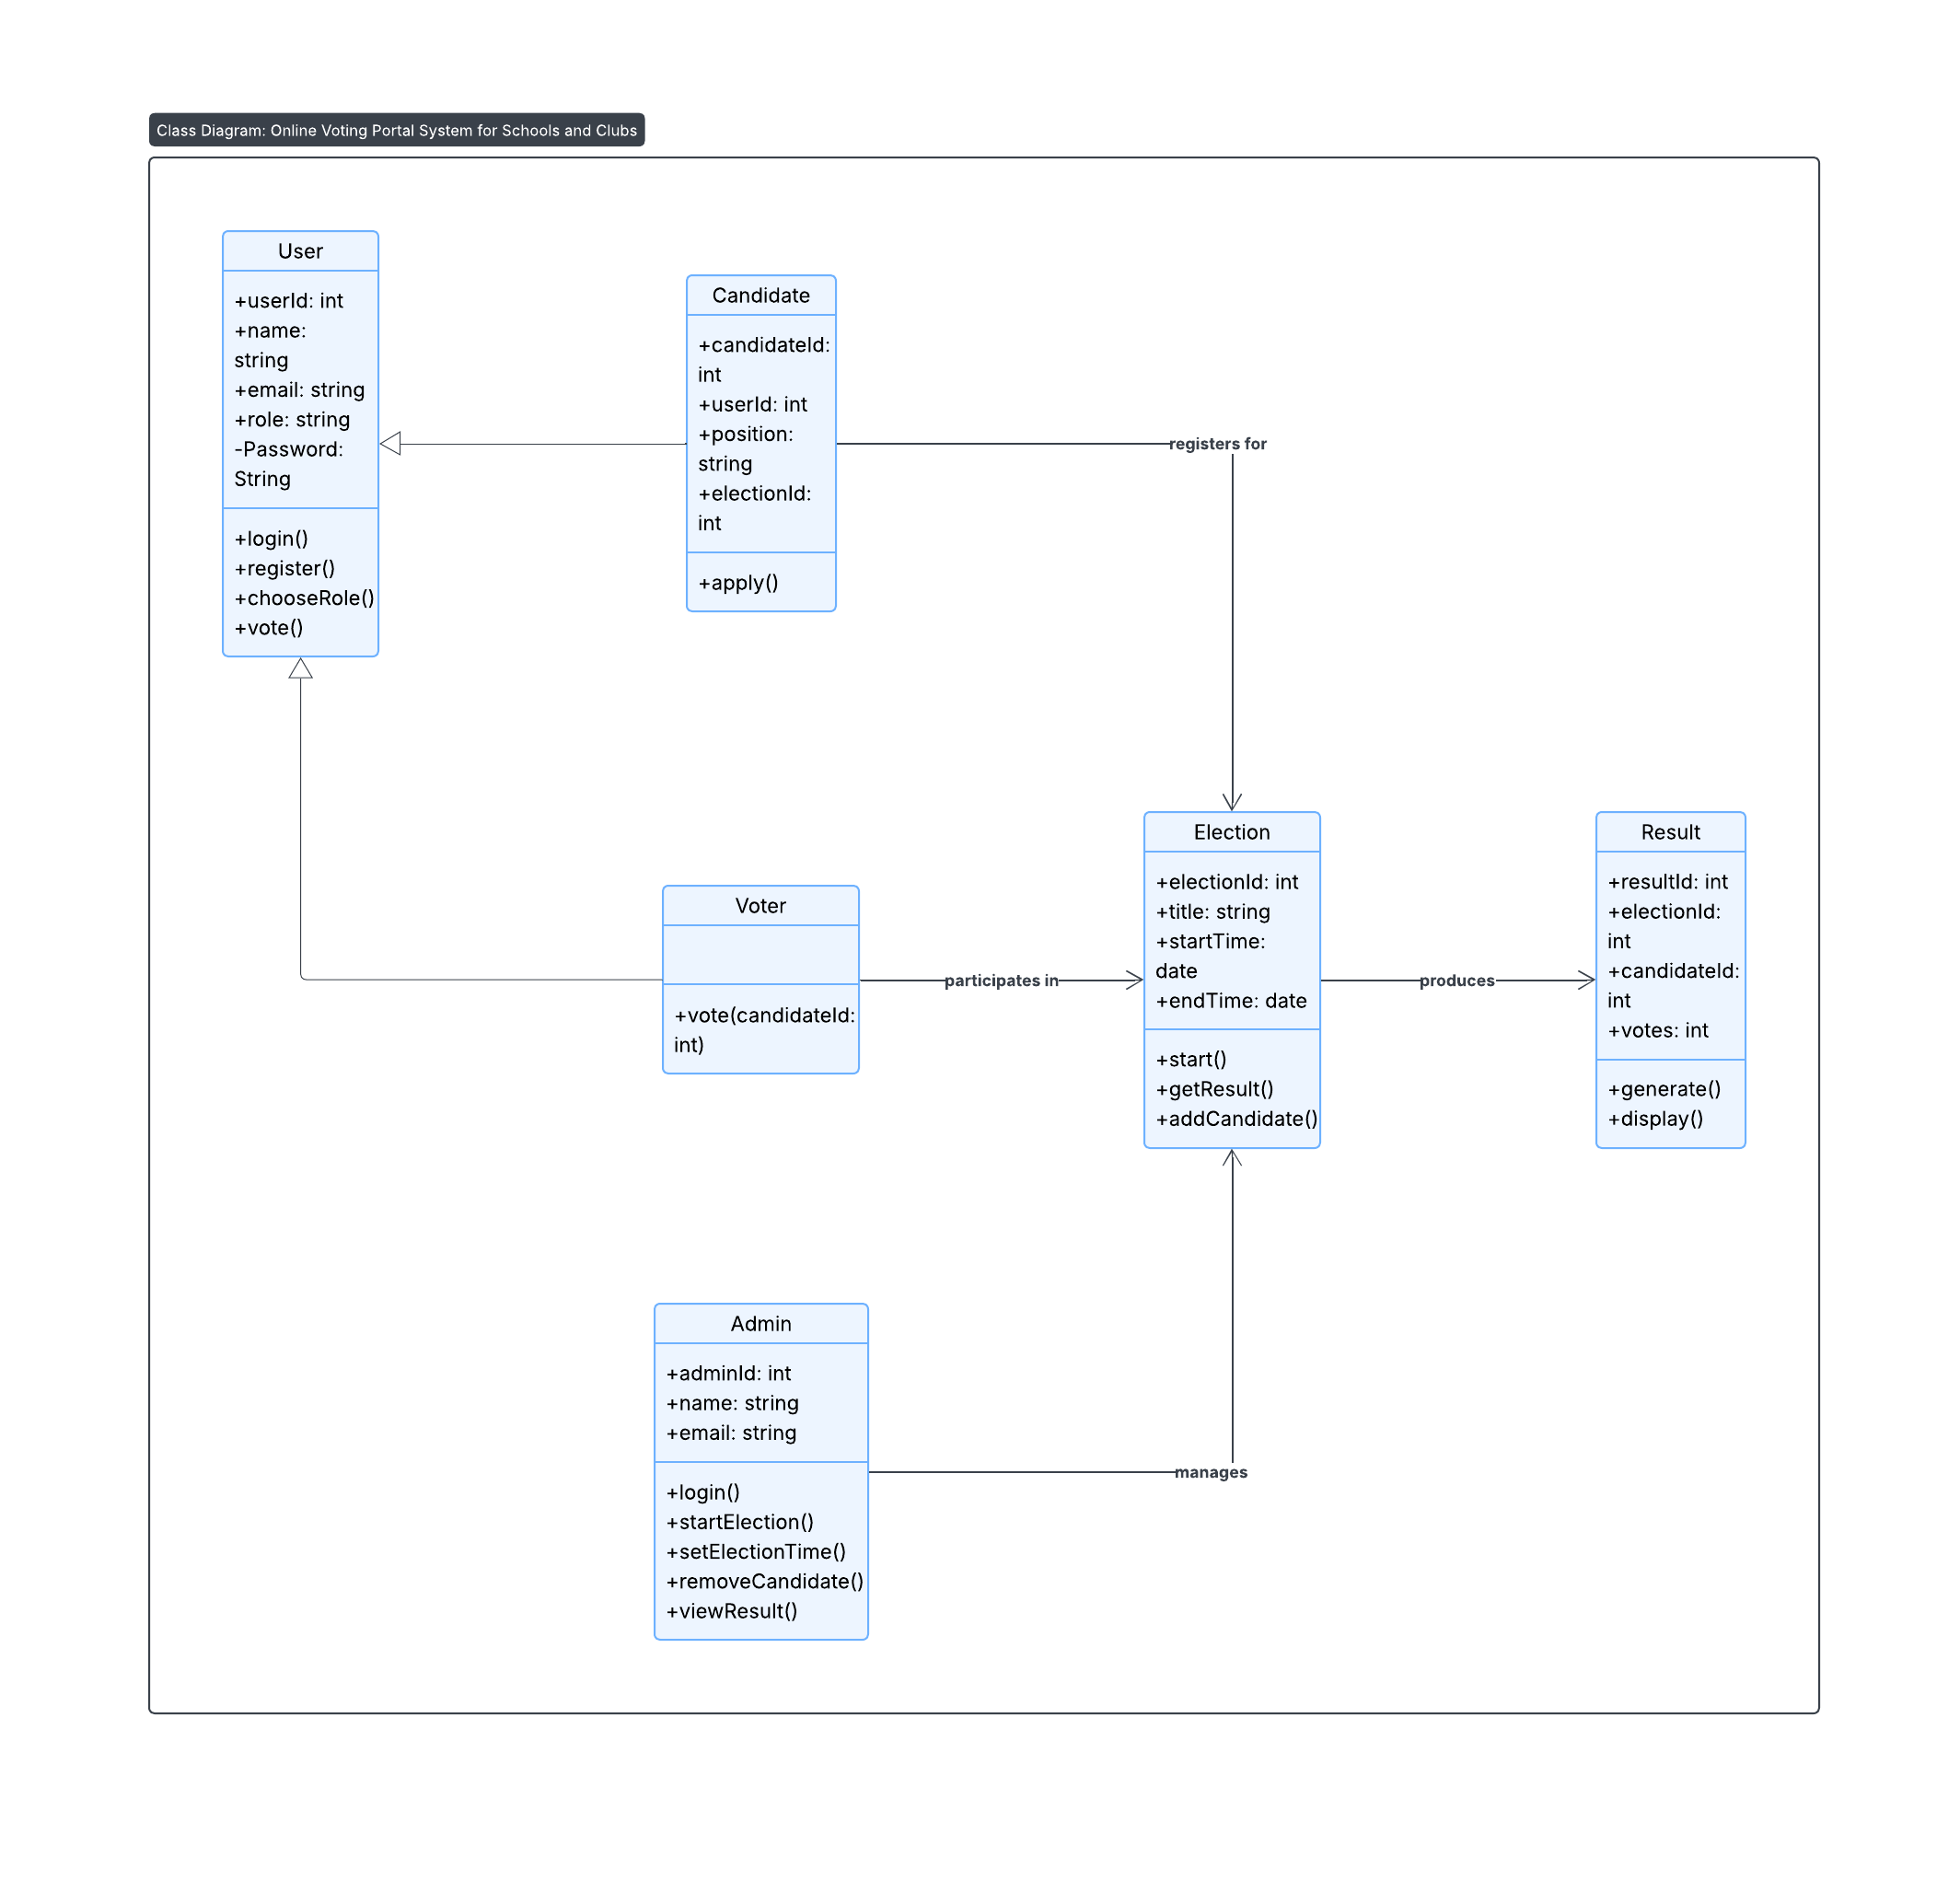 Class Diagram: Online Voting Portal System for Schools and Clubs
User
+userId: int
+name:
string
+email: string
+role: string
-Password:
String
+login()
+register()
+chooseRole()
+vote()
Candidate
+candidateId:
int
+userId: int
+position:
string
+electionId:
int
+apply()
registers for
Voter
+vote(candidateId:
int)
participates in
Election
+electionId: int
+title: string
+startTime:
date
+endTime: date
+start()
+getResult()
+addCandidate()
produces
Result
+resultId: int
+electionId:
int
+candidateId:
int
+votes: int
+generate()
+display()
Admin
+adminId: int
+name: string
+email: string
+login()
+startElection()
+setElectionTime()
+removeCandidate()
+viewResult()
manages